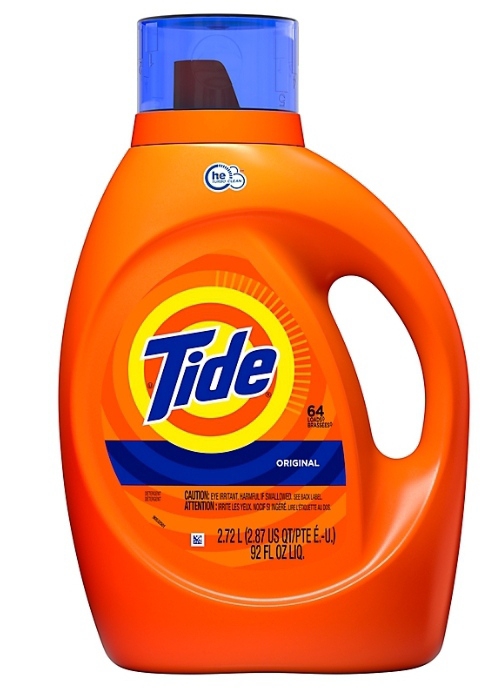 he
TURBO CLEAN
Tide
®
64
LOADS◊
BRASSÉES◊
ORIGINAL
DETERGENT
DÉTERGENT
CAUTION: EYE IRRITANT, HARMFUL IF SWALLOWED. SEE BACK LABEL.
ATTENTION : IRRITE LES YEUX. NOCIF SI INGÉRÉ. LIRE L'ÉTIQUETTE AU DOS.
2.72 L (2.87 US QT/PTE É.-U.)
92 FL OZ LIQ.